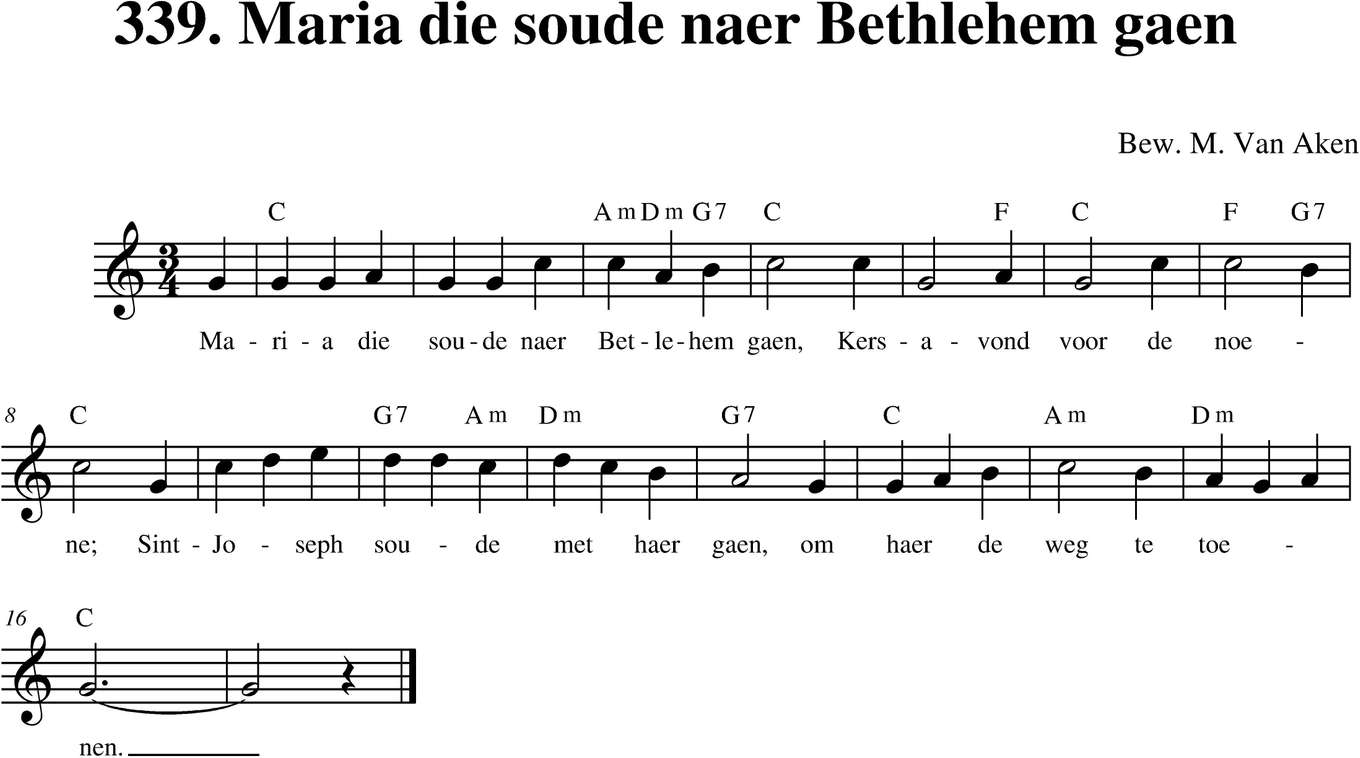 339. Maria die soude naer Bethlehem gaen
Bew. M. Van Aken
C Am Dm G7 C F C F G7
3
4
Ma - ri - a die sou - de naer Bet - le - hem gaen, Kers - a - vond voor de noe -
8 C G7 Am Dm G7 C Am Dm
ne; Sint - Jo - seph sou - de met haer gaen, om haer de weg te toe -
16 C
nen.